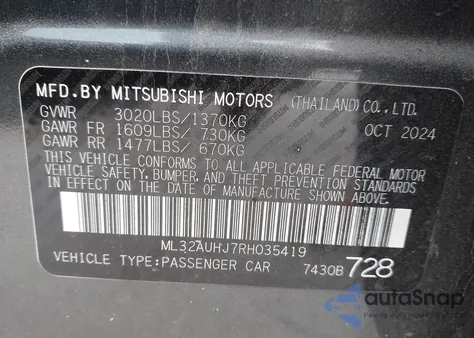 MFD.BY MITSUBISHI MOTORS (THAILAND)CO.,LTD.
GVWR 3020LBS/1370KG OCT 2024
GAWR FR 1609LBS/ 730KG
GAWR RR 1477LBS/ 670KG
THIS VEHICLE CONFORMS TO ALL APPLICABLE FEDERAL MOTOR
VEHICLE SAFETY, BUMPER, AND THEFT PREVENTION STANDARDS
IN EFFECT ON THE DATE OF MANUFACTURE SHOWN ABOVE.
ML32AUHJ7RH035419
VEHICLE TYPE:PASSENGER CAR 7430B 728
autoSnap